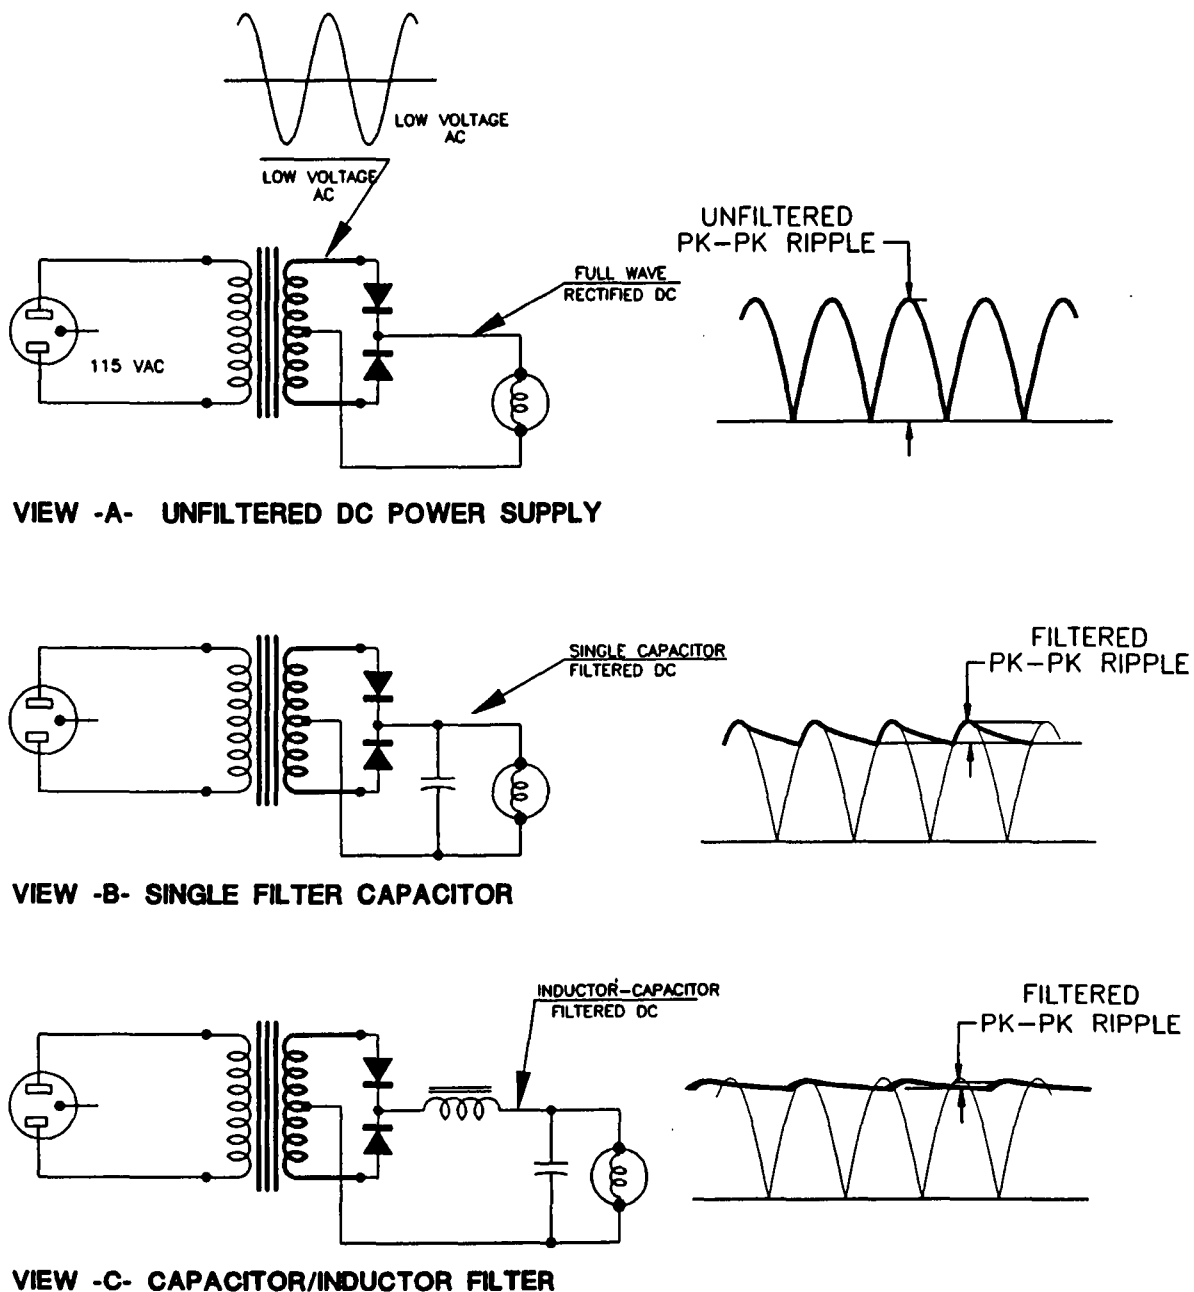 LOW VOLTAGE
AC
LOW VOLTAGE
AC
115 VAC
FULL WAVE
RECTIFIED DC
UNFILTERED
PK-PK RIPPLE
VIEW -A- UNFILTERED DC POWER SUPPLY
SINGLE CAPACITOR
FILTERED DC
FILTERED
PK-PK RIPPLE
VIEW -B- SINGLE FILTER CAPACITOR
INDUCTOR-CAPACITOR
FILTERED DC
FILTERED
PK-PK RIPPLE
VIEW -C- CAPACITOR/INDUCTOR FILTER